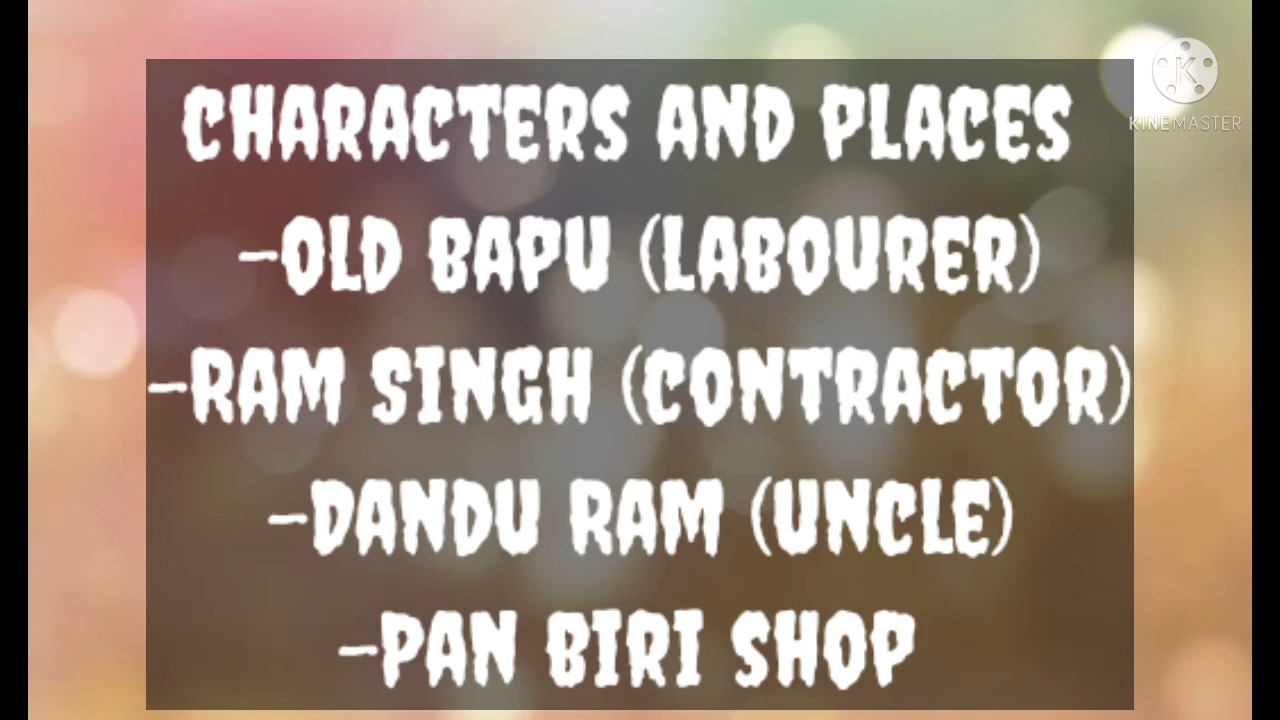 CHARACTERS AND PLACES
KINEMASTER
-OLD BAPU (LABOURER)
-RAM SINGH (CONTRACTOR)
-DANDU RAM (UNCLE)
-PAN BIRI SHOP